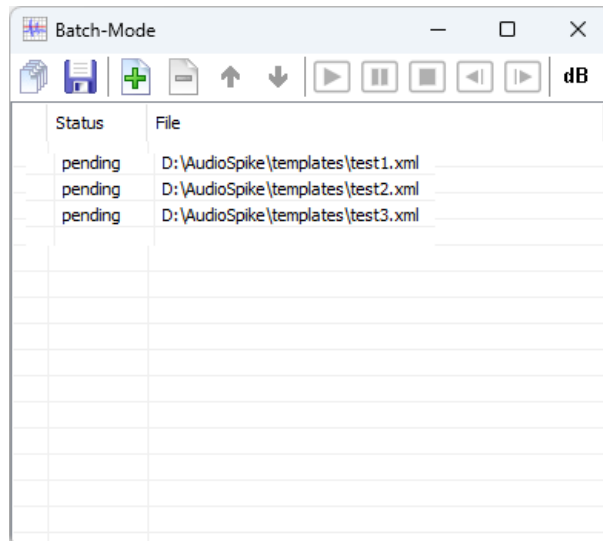 Batch-Mode
dB
Status File
pending D:\AudioSpike\templates\test1.xml
pending D:\AudioSpike\templates\test2.xml
pending D:\AudioSpike\templates\test3.xml